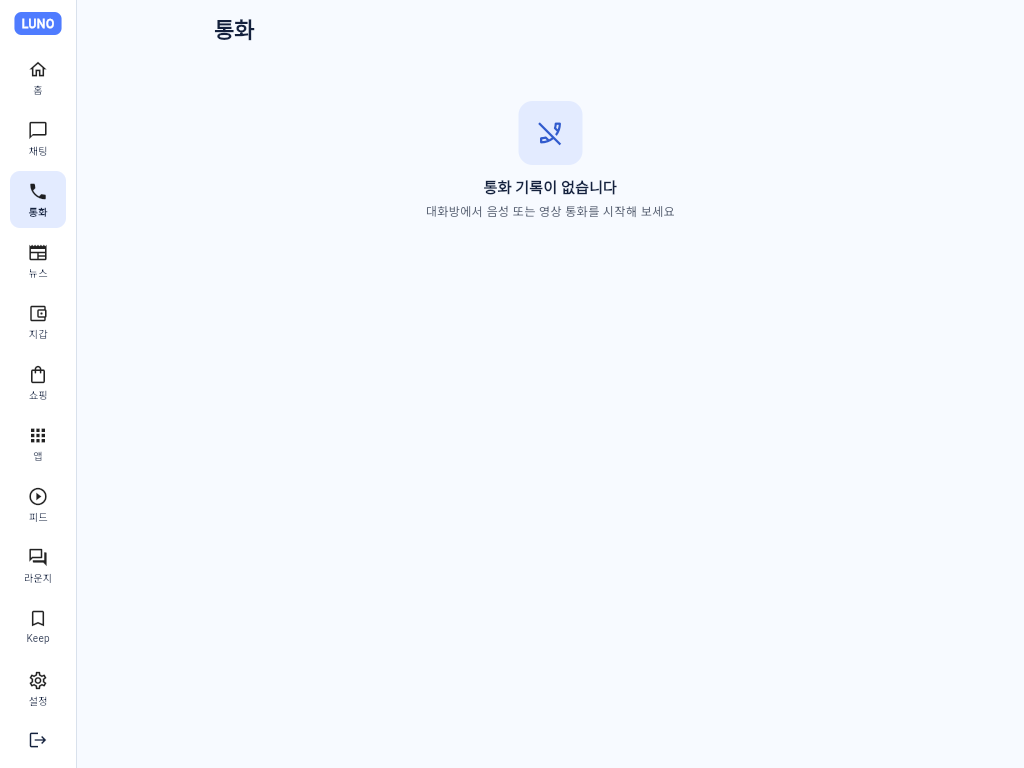 LUNO
홈
채팅
통화
뉴스
지갑
쇼핑
앱
피드
라운지
Keep
설정
통화
통화 기록이 없습니다
대화방에서 음성 또는 영상 통화를 시작해 보세요